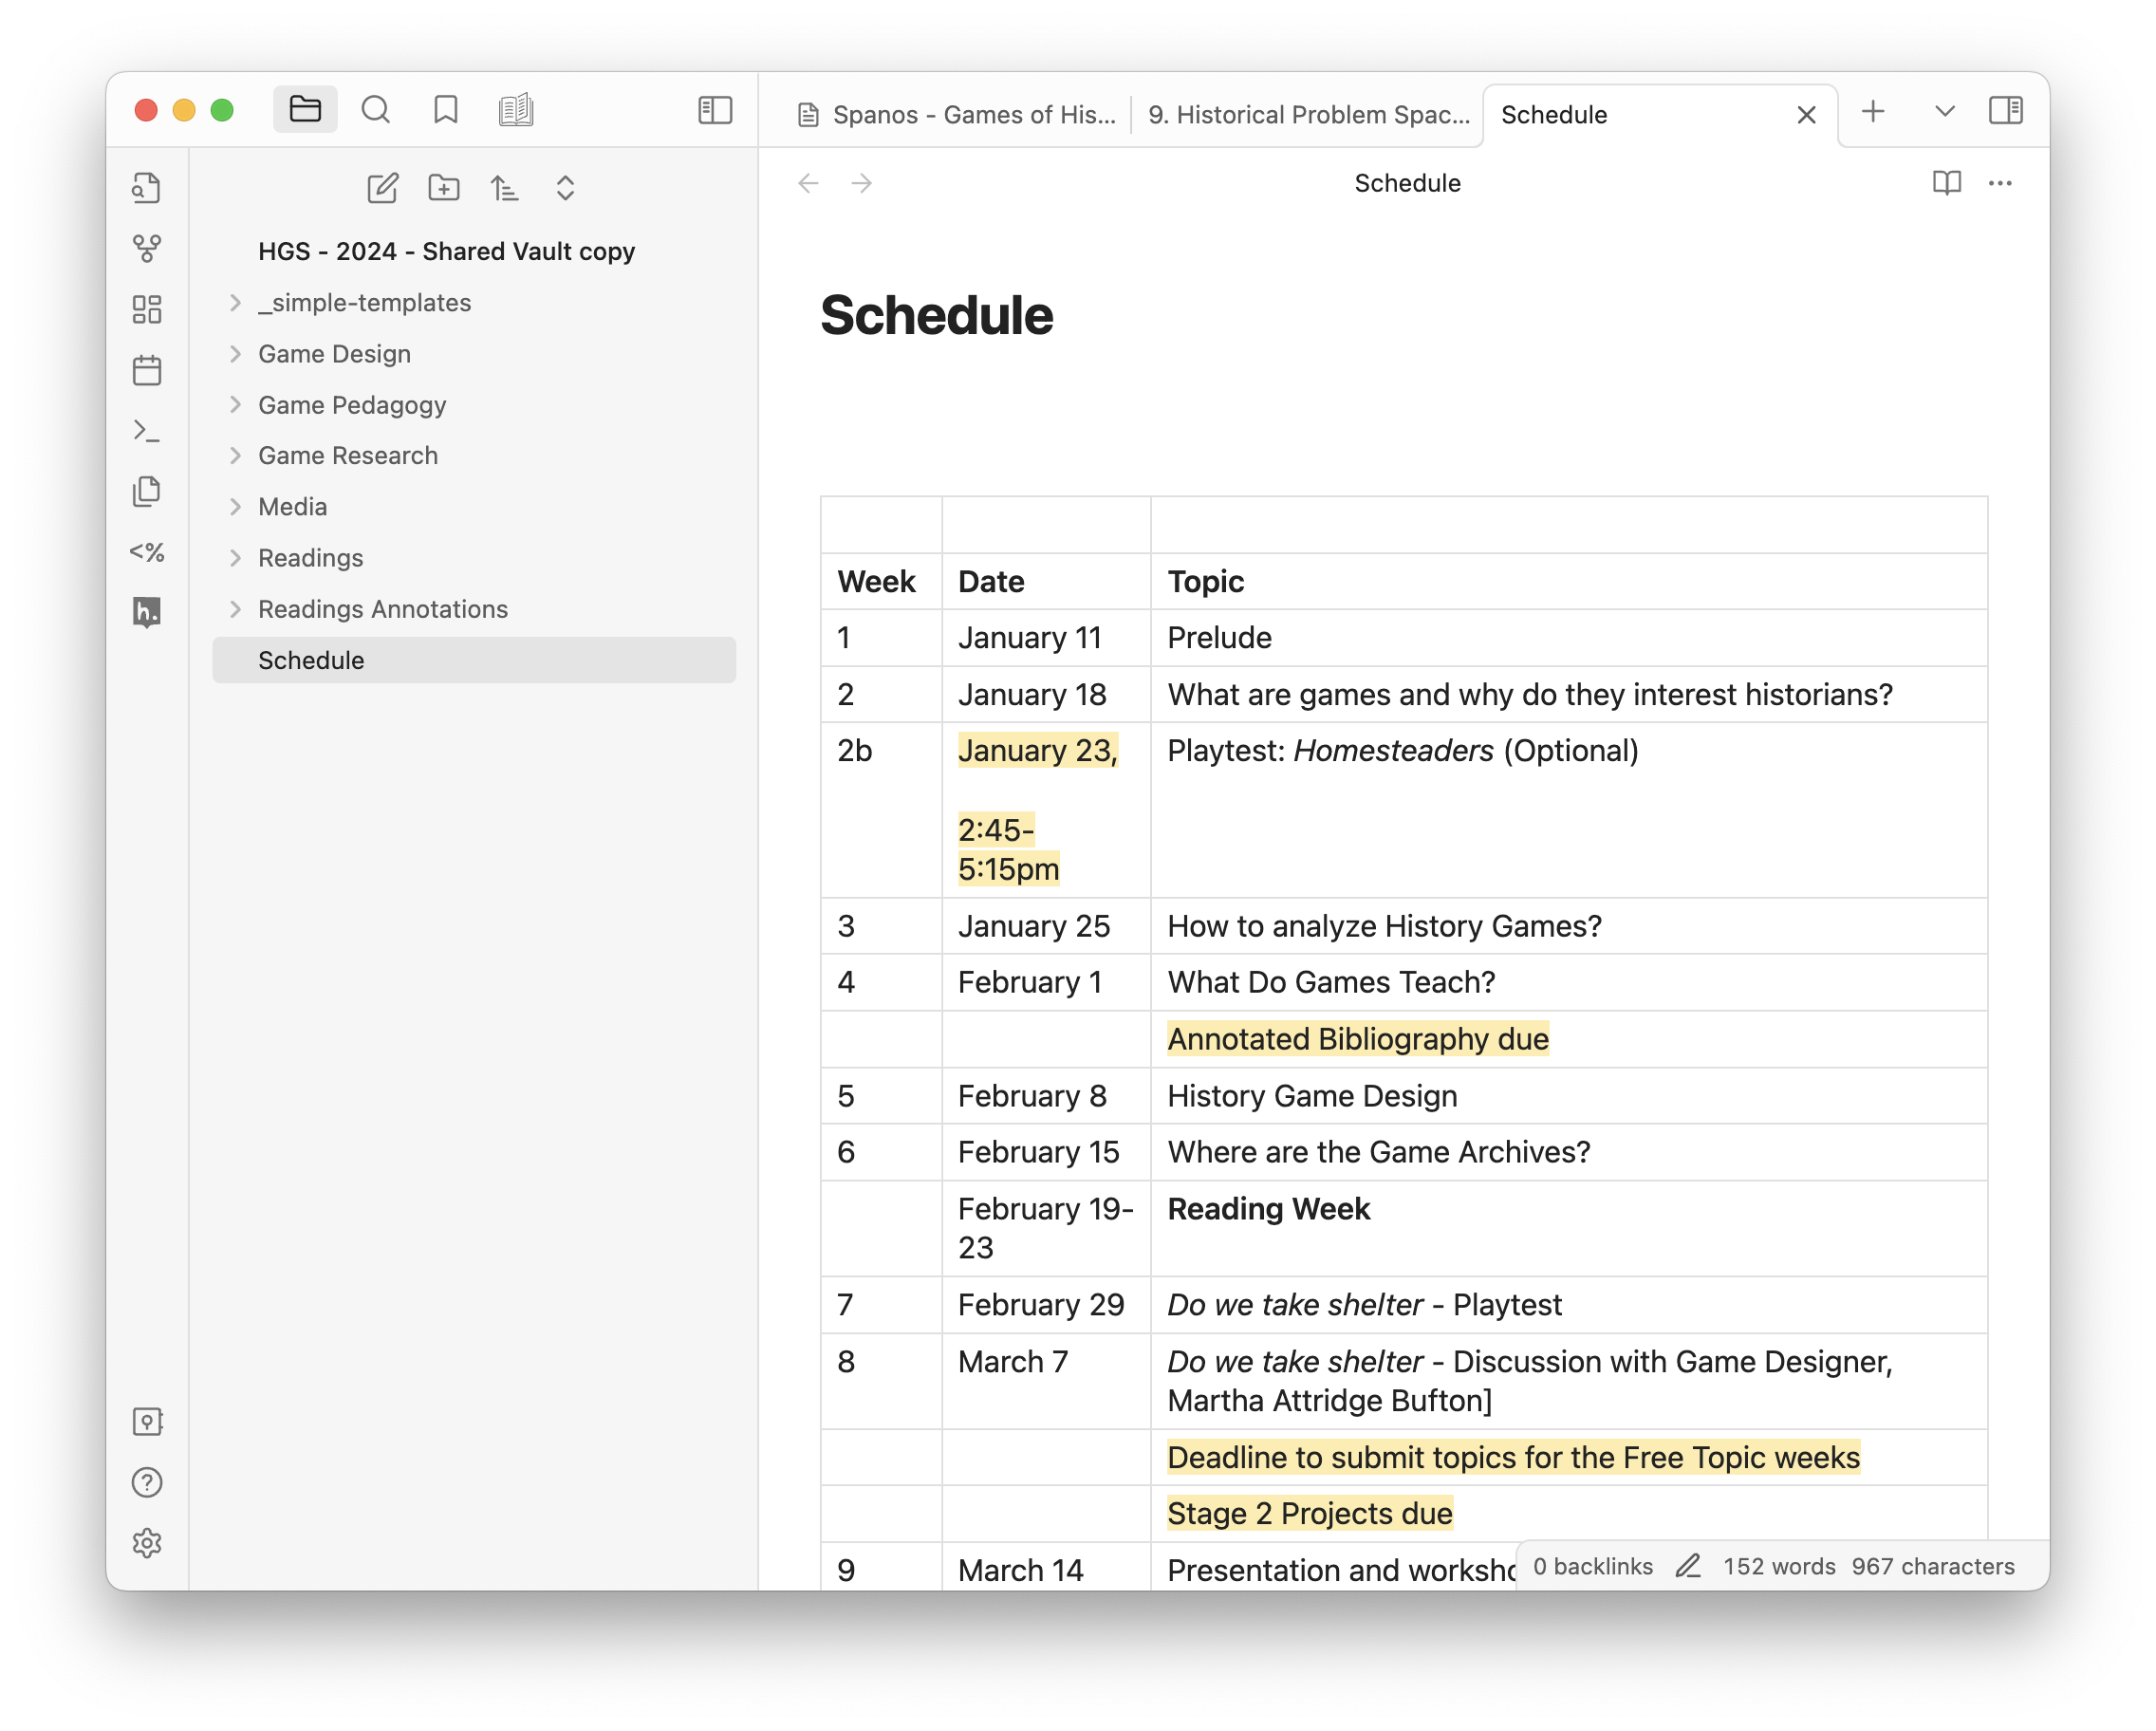 Spanos - Games of His...
9. Historical Problem Spac...
Schedule
Schedule
HGS - 2024 - Shared Vault copy
_simple-templates
Game Design
Game Pedagogy
Game Research
Media
Readings
Readings Annotations
Schedule
<%
h.
Schedule
Week Date Topic
1 January 11 Prelude
2 January 18 What are games and why do they interest historians?
2b January 23, Playtest: Homesteaders (Optional)
2:45-
5:15pm
3 January 25 How to analyze History Games?
4 February 1 What Do Games Teach?
Annotated Bibliography due
5 February 8 History Game Design
6 February 15 Where are the Game Archives?
February 19- Reading Week
23
7 February 29 Do we take shelter - Playtest
8 March 7 Do we take shelter - Discussion with Game Designer,
Martha Attridge Bufton]
Deadline to submit topics for the Free Topic weeks
Stage 2 Projects due
9 March 14 Presentation and worksho
0 backlinks 152 words 967 characters